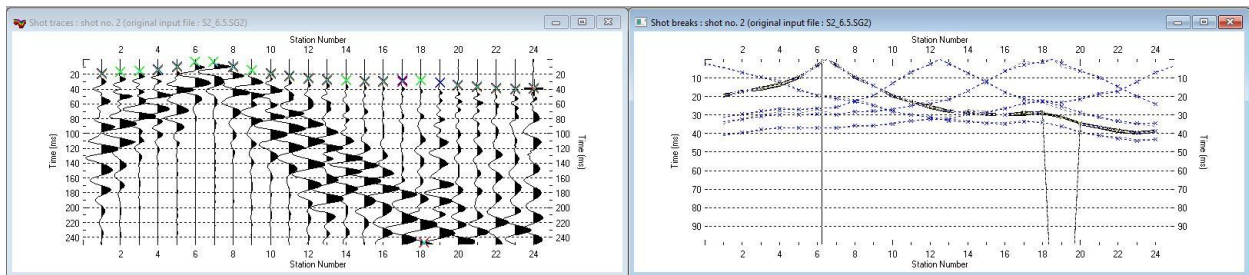 Shot traces : shot no. 2 (original input file : S2_6.5.SG2)
Station Number
2 4 6 8 10 12 14 16 18 20 22 24
20 20
40 40
60 60
80 80
100 100
120 120
140 140
160 160
180 180
200 200
220 220
240 240
Time [ms]
Time [ms]
2 4 6 8 10 12 14 16 18 20 22 24
Station Number
Shot breaks : shot no. 2 (original input file : S2_6.5.SG2)
Station Number
2 4 6 8 10 12 14 16 18 20 22 24
10 10
20 20
30 30
40 40
50 50
60 60
70 70
80 80
90 90
Time [ms]
Time [ms]
2 4 6 8 10 12 14 16 18 20 22 24
Station Number